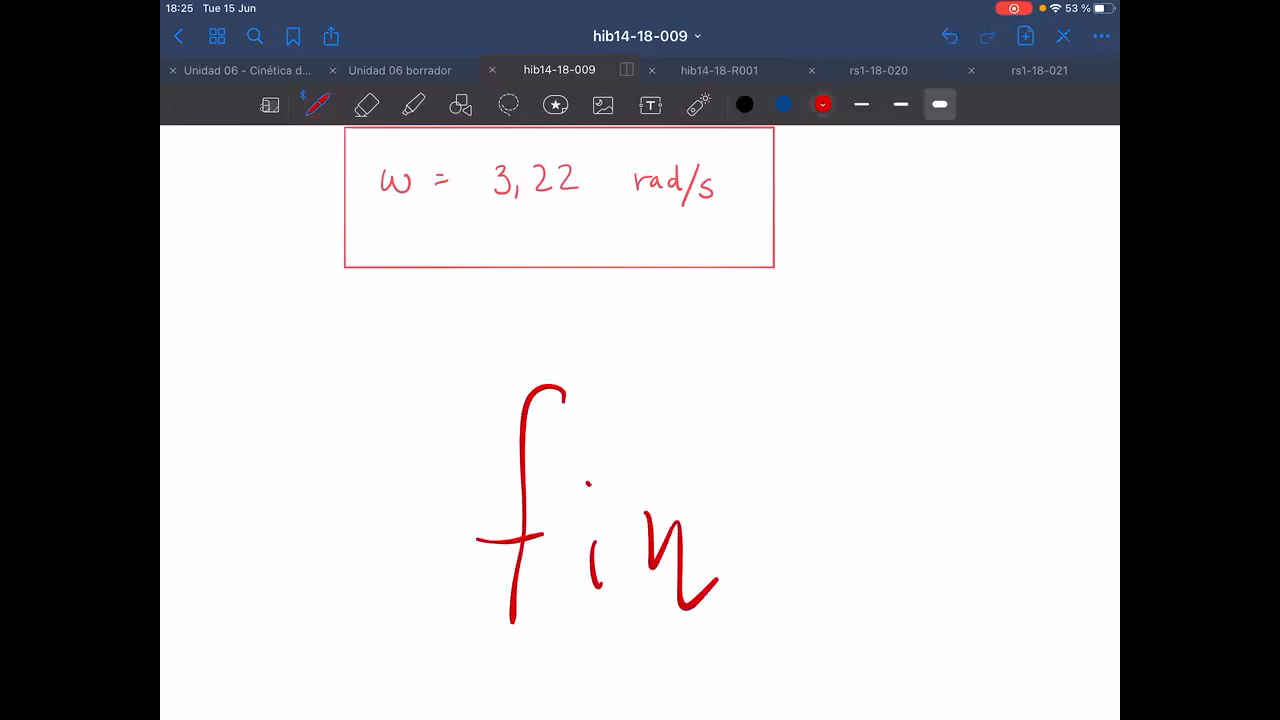 18:25 Tue 15 Jun 53 %
hib14-18-009
Unidad 06 - Cinética d... Unidad 06 borrador hib14-18-009 hib14-18-R001 rs1-18-020 rs1-18-021
ω = 3,22 rad/s
fin